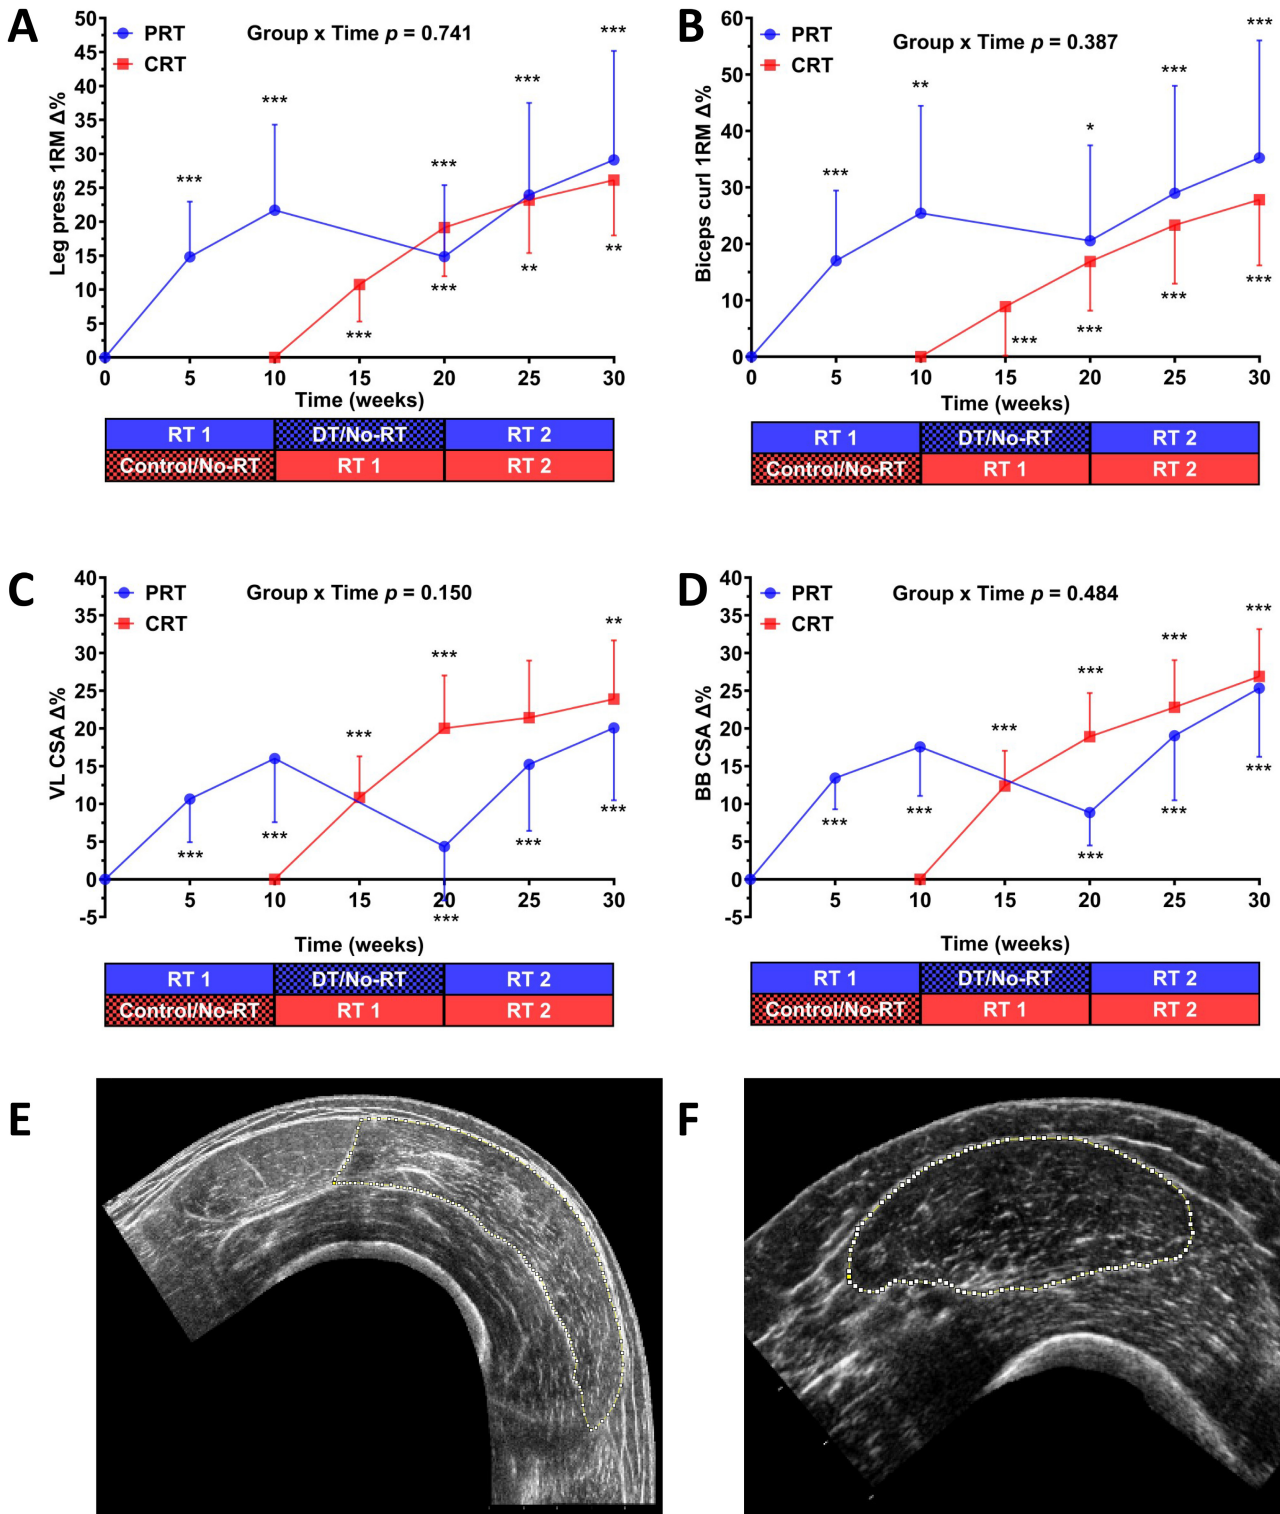 A
Leg press 1RM Δ%
50
45
40
35
30
25
20
15
10
5
0
PRT
CRT
Group x Time p = 0.741
***
***
***
***
***
***
***
**
**
0 5 10 15 20 25 30
Time (weeks)
RT 1 DT/No-RT RT 2
Control/No-RT RT 1 RT 2
B
Biceps curl 1RM Δ%
60
50
40
30
20
10
0
PRT
CRT
Group x Time p = 0.387
***
**
*
***
***
***
***
***
***
0 5 10 15 20 25 30
Time (weeks)
RT 1 DT/No-RT RT 2
Control/No-RT RT 1 RT 2
C
VL CSA Δ%
40
35
30
25
20
15
10
5
0
-5
PRT
CRT
Group x Time p = 0.150
***
***
**
***
***
***
***
***
5 10 15 20 25 30
Time (weeks)
RT 1 DT/No-RT RT 2
Control/No-RT RT 1 RT 2
D
BB CSA Δ%
40
35
30
25
20
15
10
5
0
-5
PRT
CRT
Group x Time p = 0.484
***
***
***
***
***
***
***
***
***
5 10 15 20 25 30
Time (weeks)
RT 1 DT/No-RT RT 2
Control/No-RT RT 1 RT 2
E
F